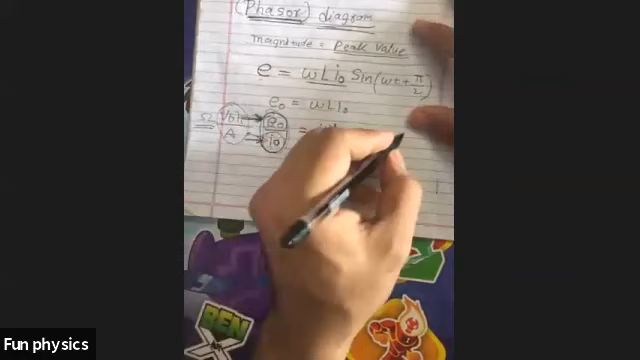 (Phasor) diagram
magnitude = Peak Value
e = ωLi₀ Sin(ωt + π/2)
e₀ = ωLI₀
Ω Volt → e₀ =
A → i₀
BEN
Fun physics